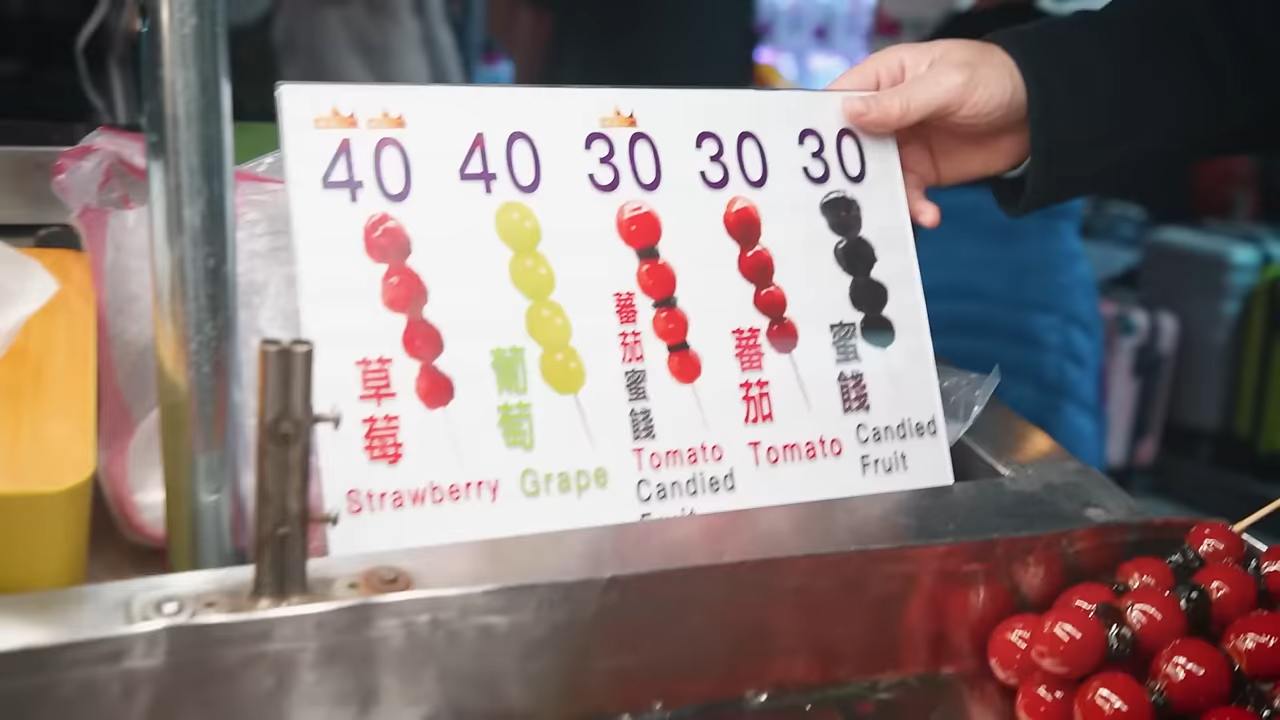 40
40
30
30
30
草莓
葡萄
蕃茄蜜餞
蕃茄
蜜餞
Strawberry
Grape
Tomato
Candied
Fruit
Tomato
Candied
Fruit